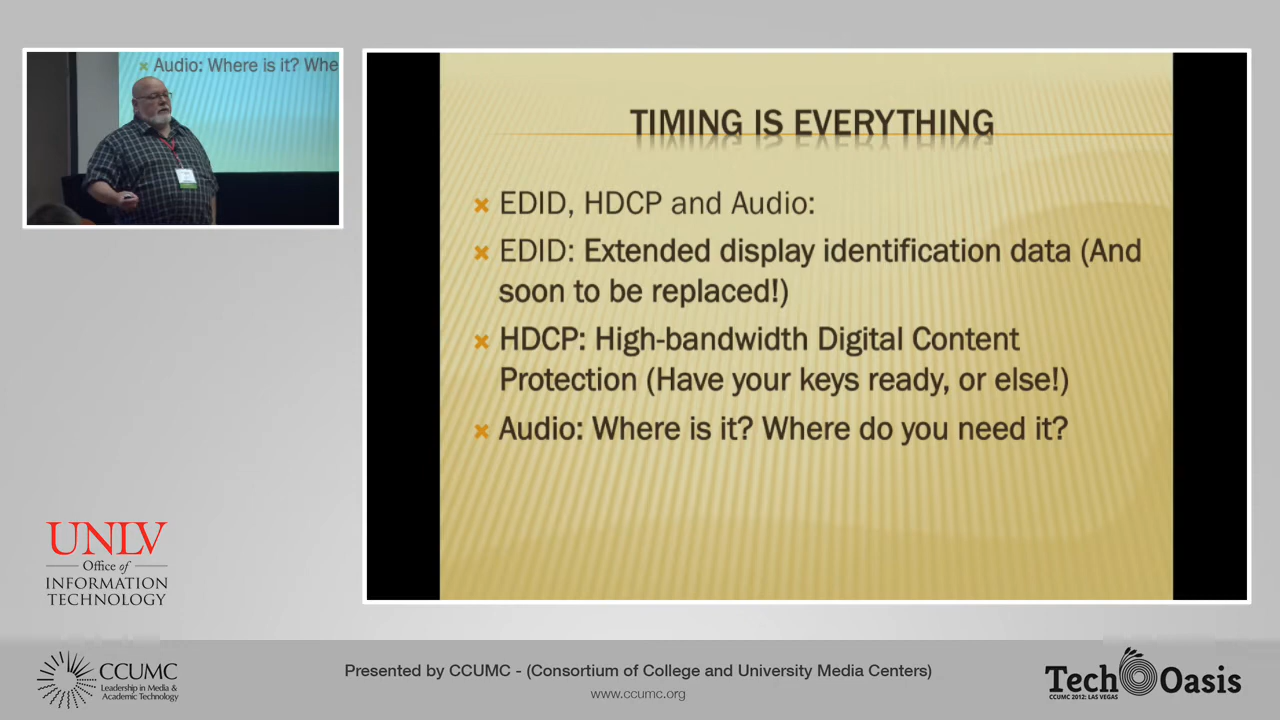 Audio: Where is it? Whe
TIMING IS EVERYTHING
EDID, HDCP and Audio:
EDID: Extended display identification data (And
soon to be replaced!)
HDCP: High-bandwidth Digital Content
Protection (Have your keys ready, or else!)
Audio: Where is it? Where do you need it?
UNLV
Office of
INFORMATION
TECHNOLOGY
CCUMC
Leadership in Media &
Academic Technology
Presented by CCUMC - (Consortium of College and University Media Centers)
www.ccumc.org
Tech Oasis
CCUMC 2012: LAS VEGAS